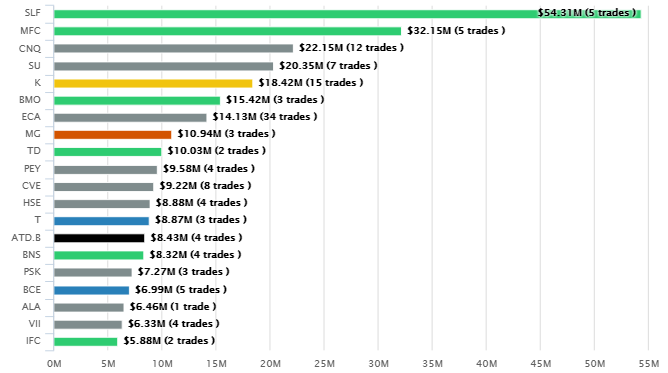 SLF $54.31M (5 trades )
MFC $32.15M (5 trades )
CNQ $22.15M (12 trades )
SU $20.35M (7 trades )
K $18.42M (15 trades )
BMO $15.42M (3 trades )
ECA $14.13M (34 trades )
MG $10.94M (3 trades )
TD $10.03M (2 trades )
PEY $9.58M (4 trades )
CVE $9.22M (8 trades )
HSE $8.88M (4 trades )
T $8.87M (3 trades )
ATD.B $8.43M (4 trades )
BNS $8.32M (4 trades )
PSK $7.27M (3 trades )
BCE $6.99M (5 trades )
ALA $6.46M (1 trade )
VII $6.33M (4 trades )
IFC $5.88M (2 trades )
0M 5M 10M 15M 20M 25M 30M 35M 40M 45M 50M 55M